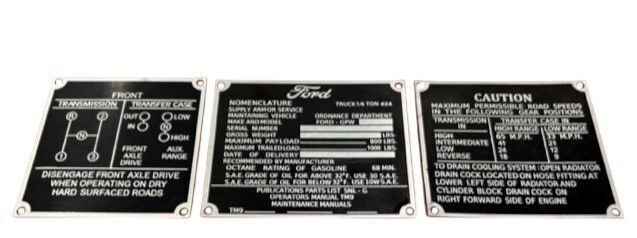 FRONT
TRANSMISSION TRANSFER CASE
R 2
N
1 3
OUT
IN
N
HIGH
FRONT AXLE DRIVE
AUX. RANGE
DISENGAGE FRONT AXLE DRIVE
WHEN OPERATING ON DRY
HARD SURFACED ROADS
Ford
NOMENCLATURE TRUCK 1/4 TON 4X4
SUPPLY ARMOR SERVICE
MAINTAINING VEHICLE ORDNANCE DEPARTMENT
MAKE AND MODEL FORD - GPW
SERIAL NUMBER
GROSS WEIGHT LBS.
MAXIMUM PAYLOAD 800 LBS.
MAXIMUM TRAILED LOAD 1000 LBS.
DATE OF DELIVERY
RECOMMENDED BY MANUFACTURER
OCTANE RATING OF GASOLINE 68 MIN.
S.A.E. GRADE OF OIL FOR ABOVE 32°F. USE 30 S.A.E.
S.A.E. GRADE OF OIL FOR BELOW 32°F. USE 10W S.A.E.
PUBLICATIONS PARTS LIST SNL - G
OPERATORS MANUAL TM9
MAINTENANCE MANUALS
TM9
CAUTION
MAXIMUM PERMISSIBLE ROAD SPEEDS
IN THE FOLLOWING GEAR POSITIONS
TRANSMISSION IN
TRANSFER CASE IN
HIGH RANGE LOW RANGE
HIGH M.P.H. M.P.H.
INTERMEDIATE 41 21
LOW 12
REVERSE 9
TO DRAIN COOLING SYSTEM: OPEN RADIATOR
DRAIN COCK LOCATED ON HOSE FITTING AT
LOWER LEFT SIDE OF RADIATOR AND
CYLINDER BLOCK DRAIN COCK ON
RIGHT FORWARD SIDE OF ENGINE